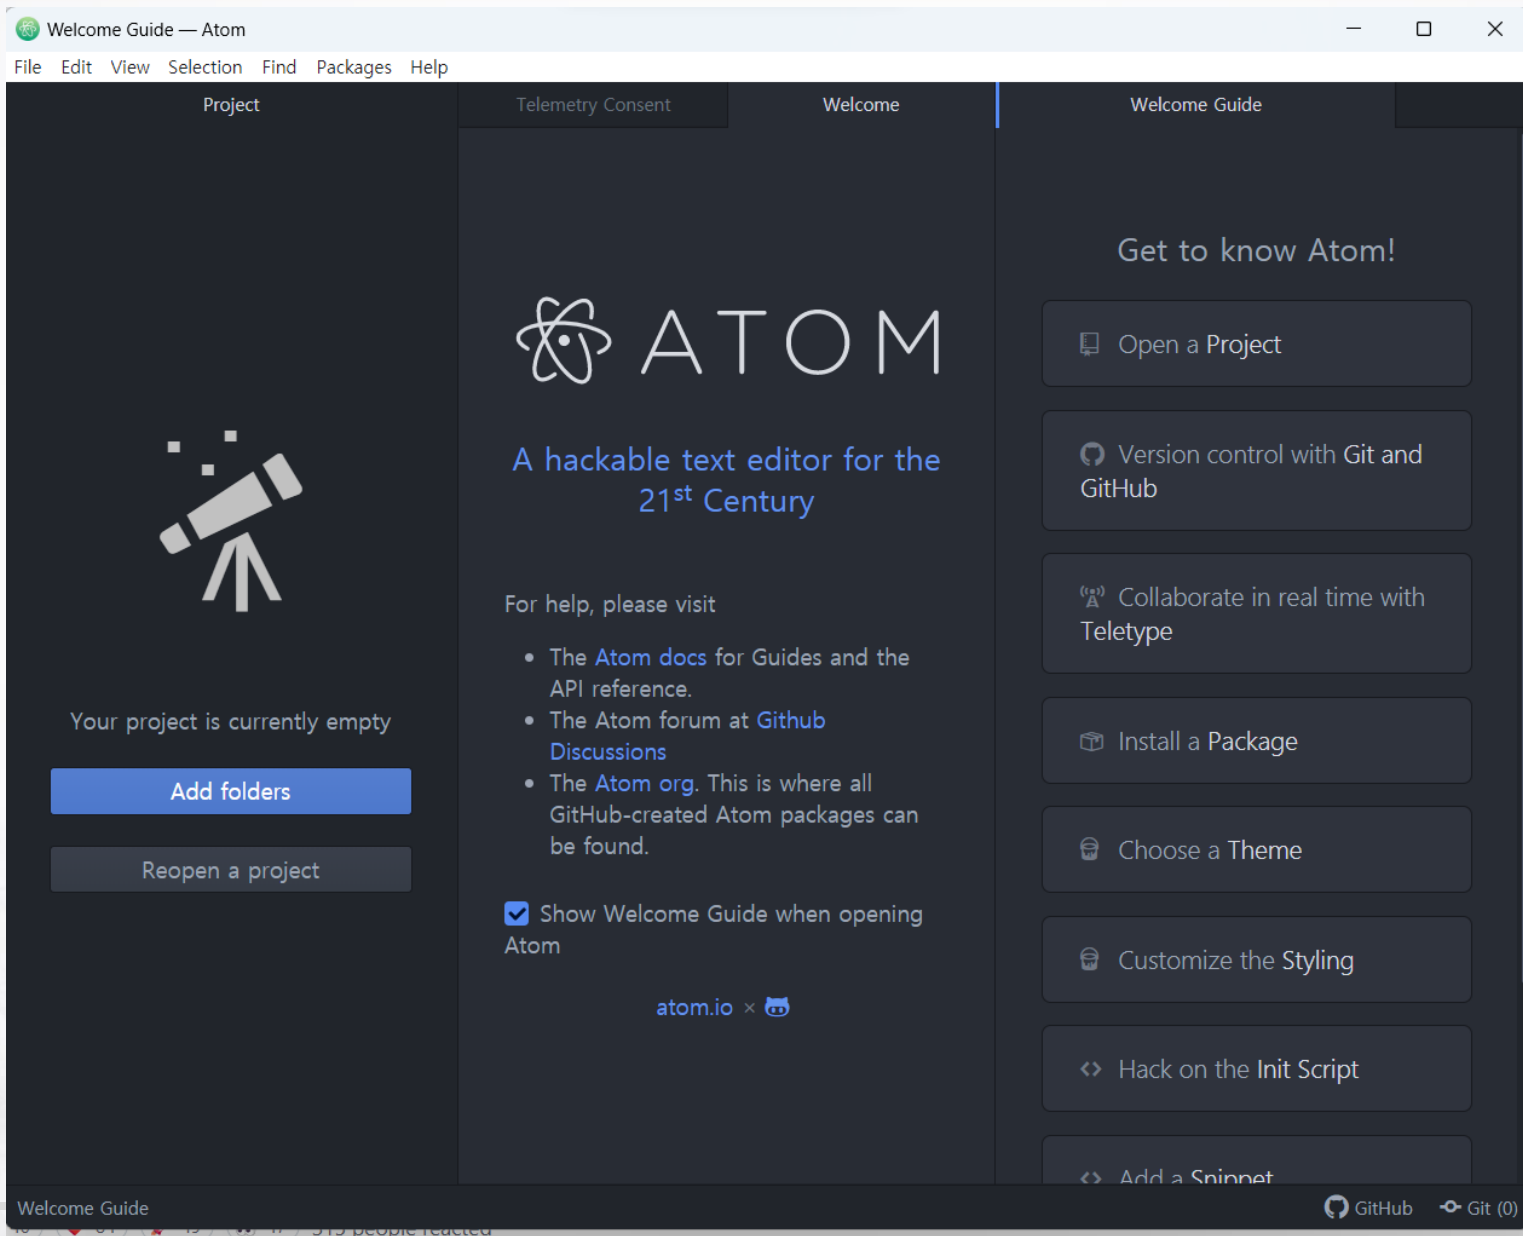 Welcome Guide — Atom
File Edit View Selection Find Packages Help
Project
Telemetry Consent
Welcome
Welcome Guide
Your project is currently empty
Add folders
Reopen a project
ATOM
A hackable text editor for the
21st Century
For help, please visit
The Atom docs for Guides and the
API reference.
The Atom forum at Github
Discussions
The Atom org. This is where all
GitHub-created Atom packages can
be found.
Show Welcome Guide when opening
Atom
atom.io ×
Get to know Atom!
Open a Project
Version control with Git and
GitHub
Collaborate in real time with
Teletype
Install a Package
Choose a Theme
Customize the Styling
Hack on the Init Script
Add a Snippet
Welcome Guide
GitHub
Git (0)
people reacted